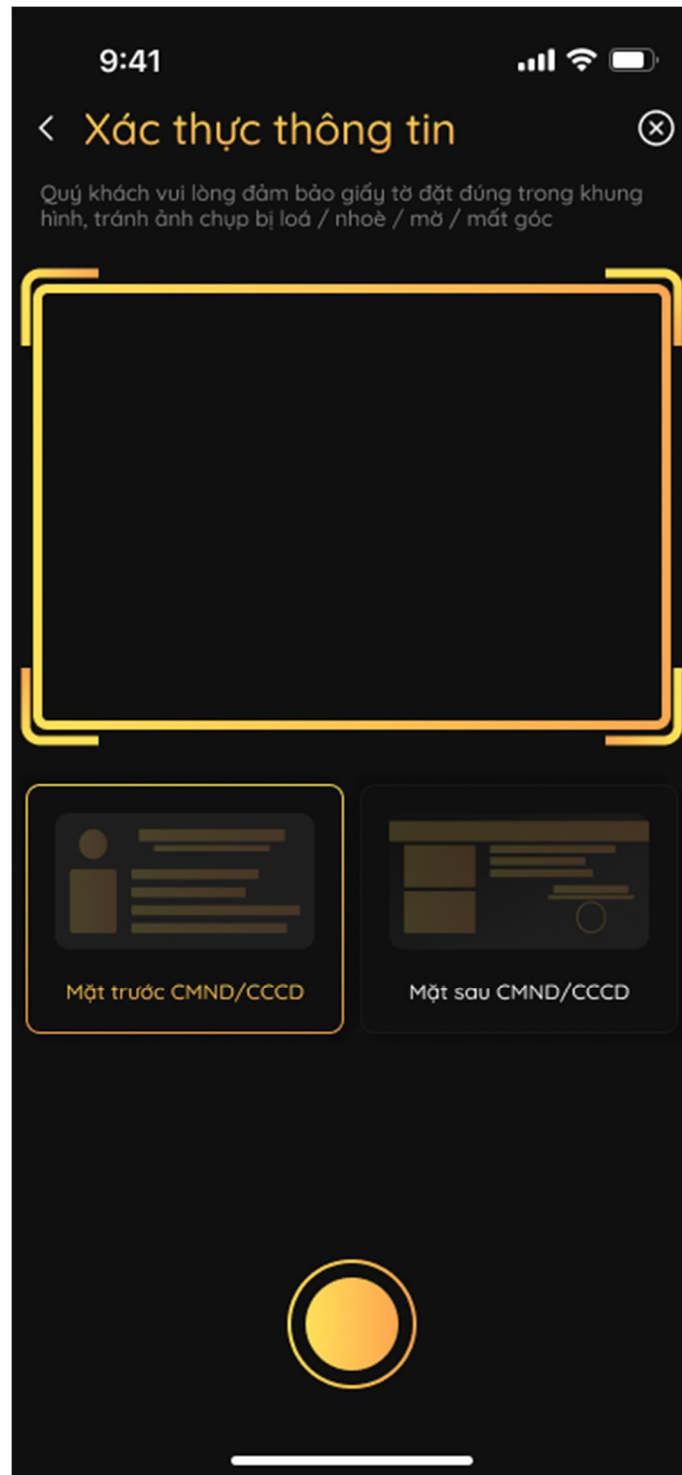 9:41
Xác thực thông tin
Quý khách vui lòng đảm bảo giấy tờ đặt đúng trong khung
hình, tránh ảnh chụp bị loá / nhoè / mờ / mất góc
Mặt trước CMND/CCCD
Mặt sau CMND/CCCD